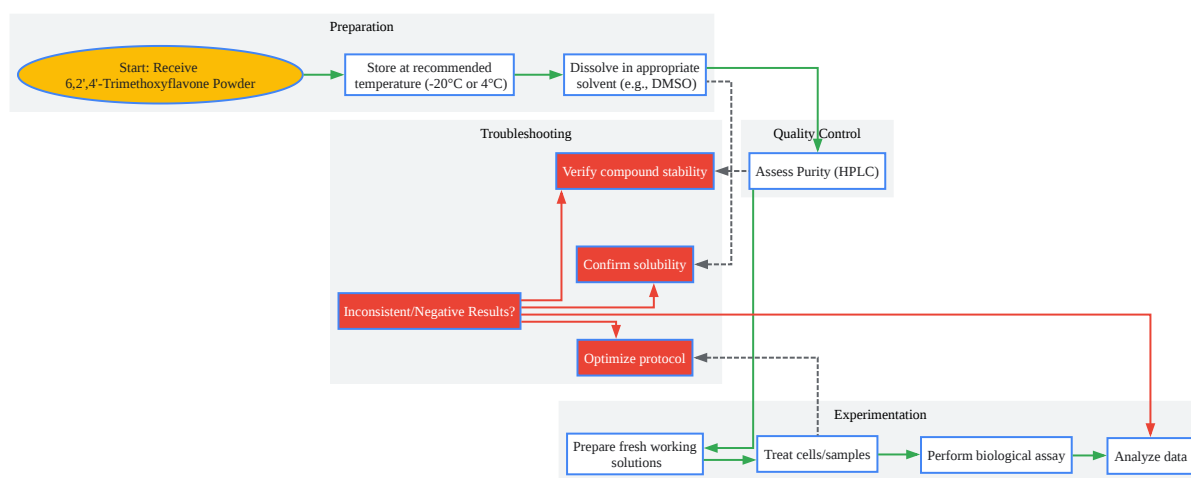 Preparation
Start: Receive
6,2',4'-Trimethoxyflavone Powder
Store at recommended
temperature (-20°C or 4°C)
Dissolve in appropriate
solvent (e.g., DMSO)
Troubleshooting
Quality Control
Verify compound stability
Assess Purity (HPLC)
Confirm solubility
Inconsistent/Negative Results?
Optimize protocol
Experimentation
Prepare fresh working
solutions
Treat cells/samples
Perform biological assay
Analyze data